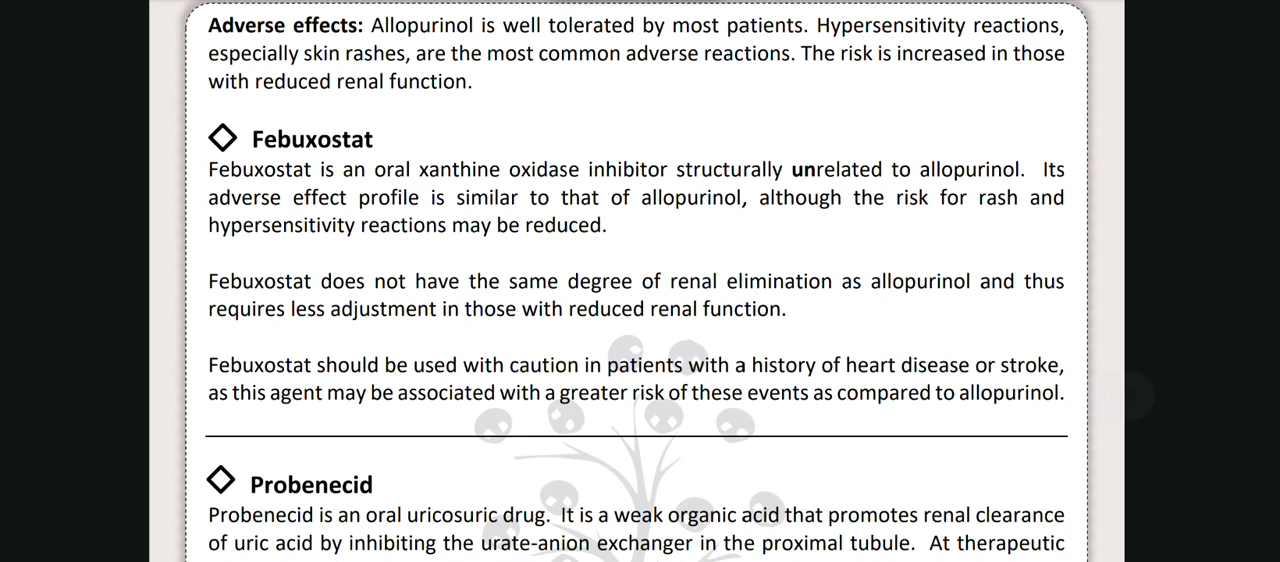 Adverse effects: Allopurinol is well tolerated by most patients. Hypersensitivity reactions,
especially skin rashes, are the most common adverse reactions. The risk is increased in those
with reduced renal function.
Febuxostat
Febuxostat is an oral xanthine oxidase inhibitor structurally unrelated to allopurinol. Its
adverse effect profile is similar to that of allopurinol, although the risk for rash and
hypersensitivity reactions may be reduced.
Febuxostat does not have the same degree of renal elimination as allopurinol and thus
requires less adjustment in those with reduced renal function.
Febuxostat should be used with caution in patients with a history of heart disease or stroke,
as this agent may be associated with a greater risk of these events as compared to allopurinol.
Probenecid
Probenecid is an oral uricosuric drug. It is a weak organic acid that promotes renal clearance
of uric acid by inhibiting the urate-anion exchanger in the proximal tubule. At therapeutic